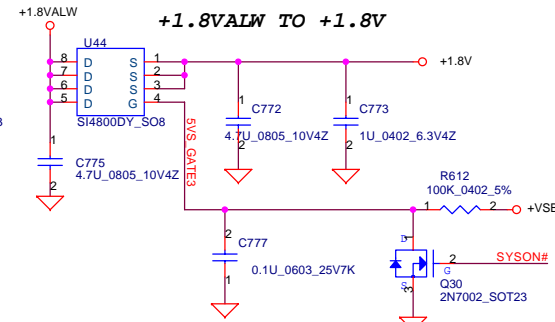 +1.8VALW TO +1.8V
+1.8VALW
U44
8 D S 1
7 D S 2
6 D S 3
5 D G 4
SI4800DY_SO8
+1.8V
1
C772
4.7U_0805_10V4Z
2
1
C773
1U_0402_6.3V4Z
2
1
C775
4.7U_0805_10V4Z
2
5VS_GATE3
R612
100K_0402_5%
1 2
+VSB
2
C777
0.1U_0603_25V7K
1
D 1
2
G
SYSON#
S 3
Q30
2N7002_SOT23